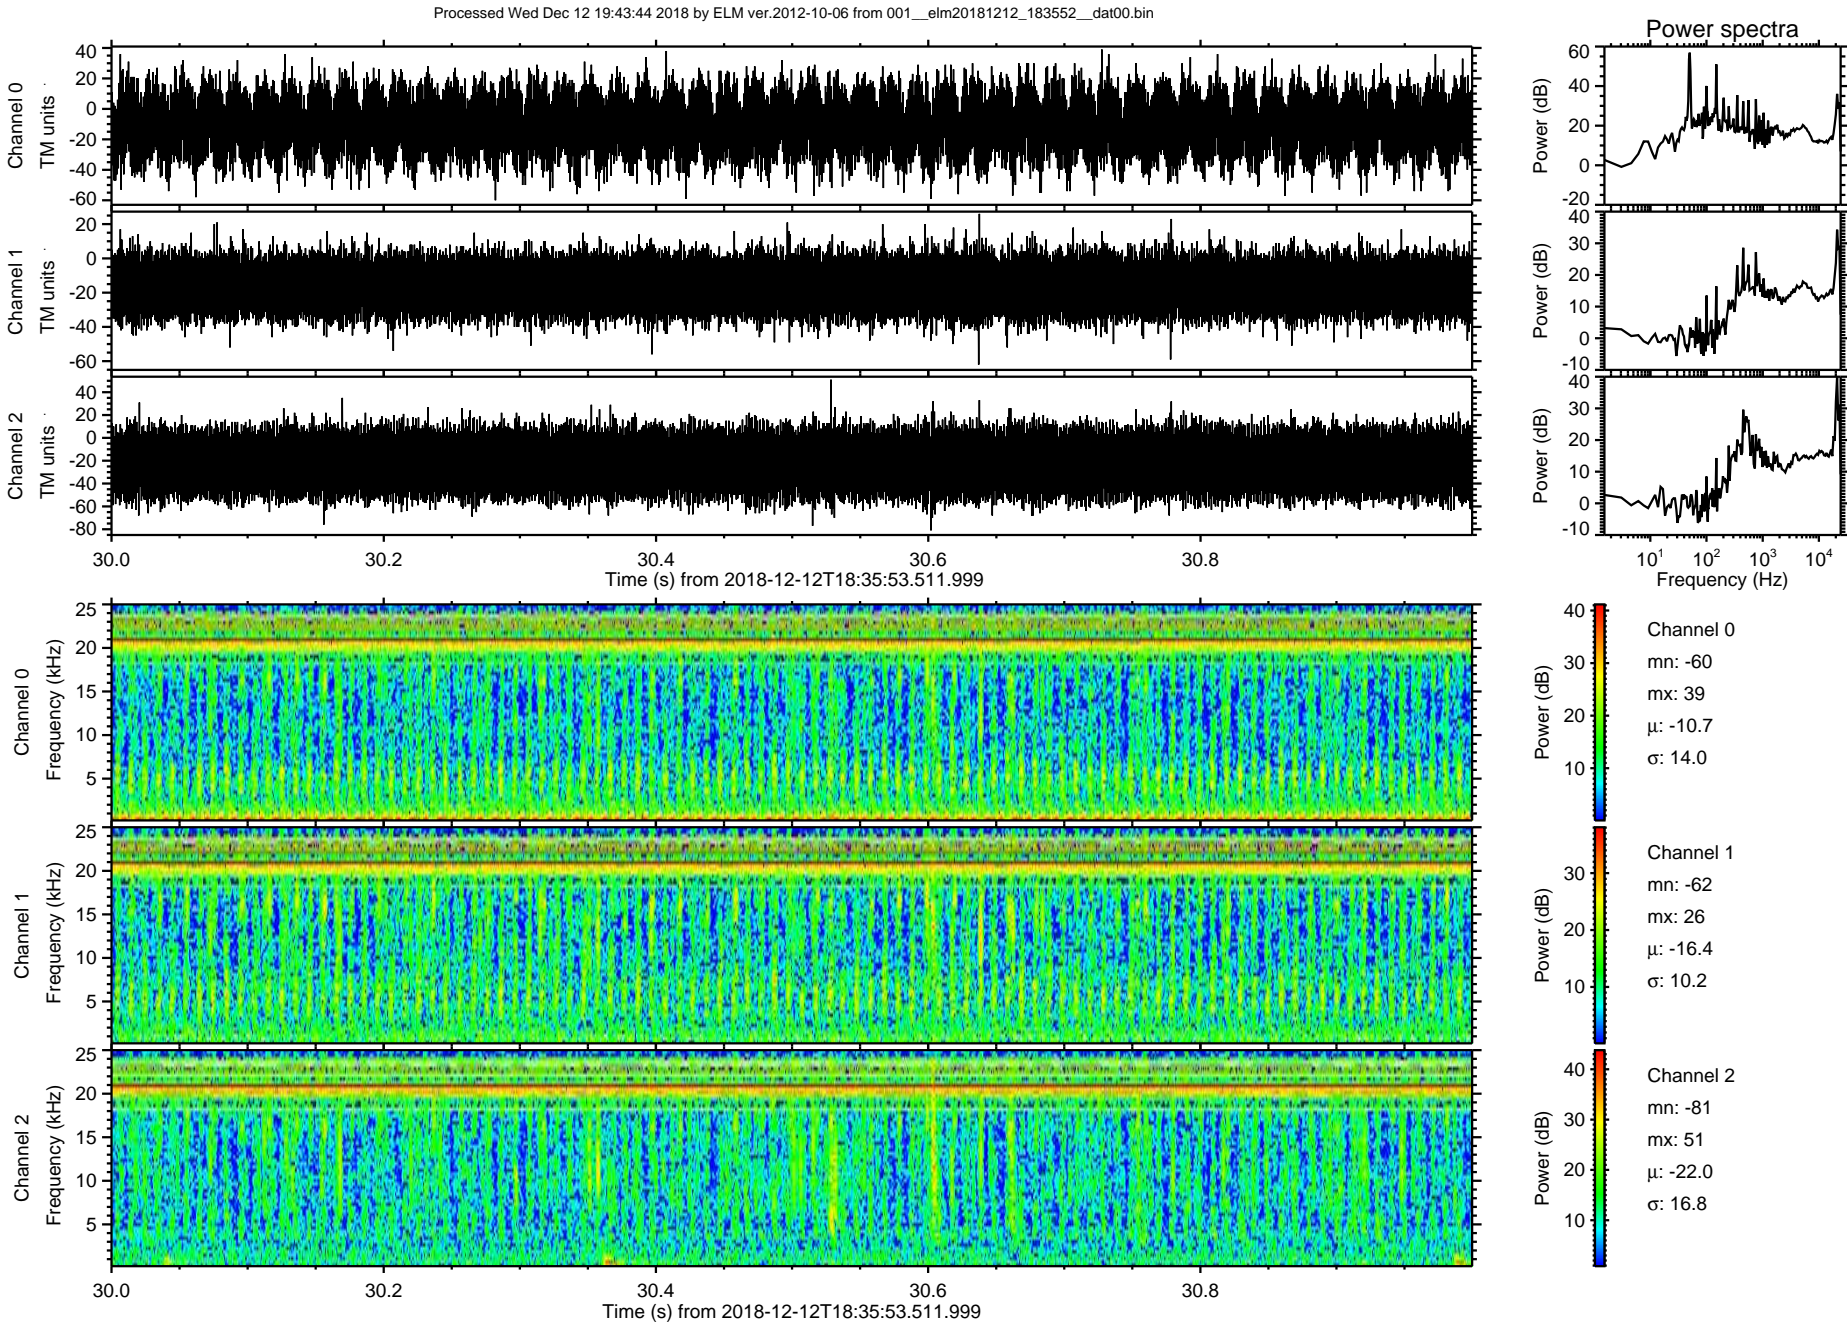 Processed Wed Dec 12 19:43:44 2018 by ELM ver.2012-10-06 from 001__elm20181212_183552__dat00.bin
Power spectra
Channel 0
TM units
40
20
0
-20
-40
-60
Power (dB)
60
40
20
0
-20
Channel 1
TM units
20
0
-20
-40
-60
Power (dB)
40
30
20
10
0
-10
Channel 2
TM units
40
20
0
-20
-40
-60
-80
Power (dB)
40
30
20
10
0
-10
30.0 30.2 30.4 30.6 30.8
Time (s) from 2018-12-12T18:35:53.511.999
10^1 10^2 10^3 10^4
Frequency (Hz)
Channel 0
Frequency (kHz)
25
20
15
10
5
Power (dB)
40
30
20
10
Channel 0
mn: -60
mx: 39
μ: -10.7
σ: 14.0
Channel 1
Frequency (kHz)
25
20
15
10
5
Power (dB)
30
20
10
Channel 1
mn: -62
mx: 26
μ: -16.4
σ: 10.2
Channel 2
Frequency (kHz)
25
20
15
10
5
Power (dB)
40
30
20
10
Channel 2
mn: -81
mx: 51
μ: -22.0
σ: 16.8
30.0 30.2 30.4 30.6 30.8
Time (s) from 2018-12-12T18:35:53.511.999